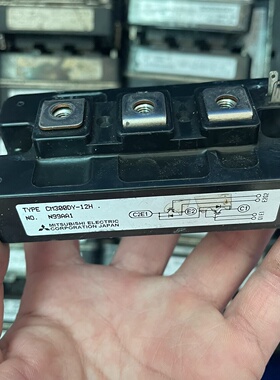 TYPE CM300DY-12H .
NO. N99AA1
MITSUBISHI ELECTRIC
CORPORATION JAPAN
C2E1
E2
C1